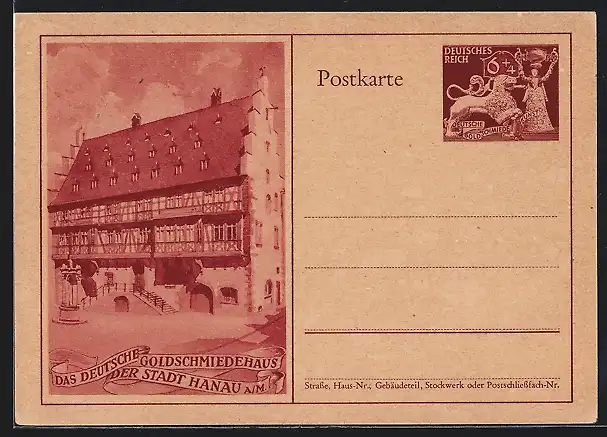 DEUTSCHES
REICH
6+4
Postkarte
DEUTSCHE
GOLDSCHMIEDE
DAS DEUTSCHE GOLDSCHMIEDEHAUS
DER STADT HANAU A/M
Straße, Haus-Nr., Gebäudeteil, Stockwerk oder Postschließfach-Nr.